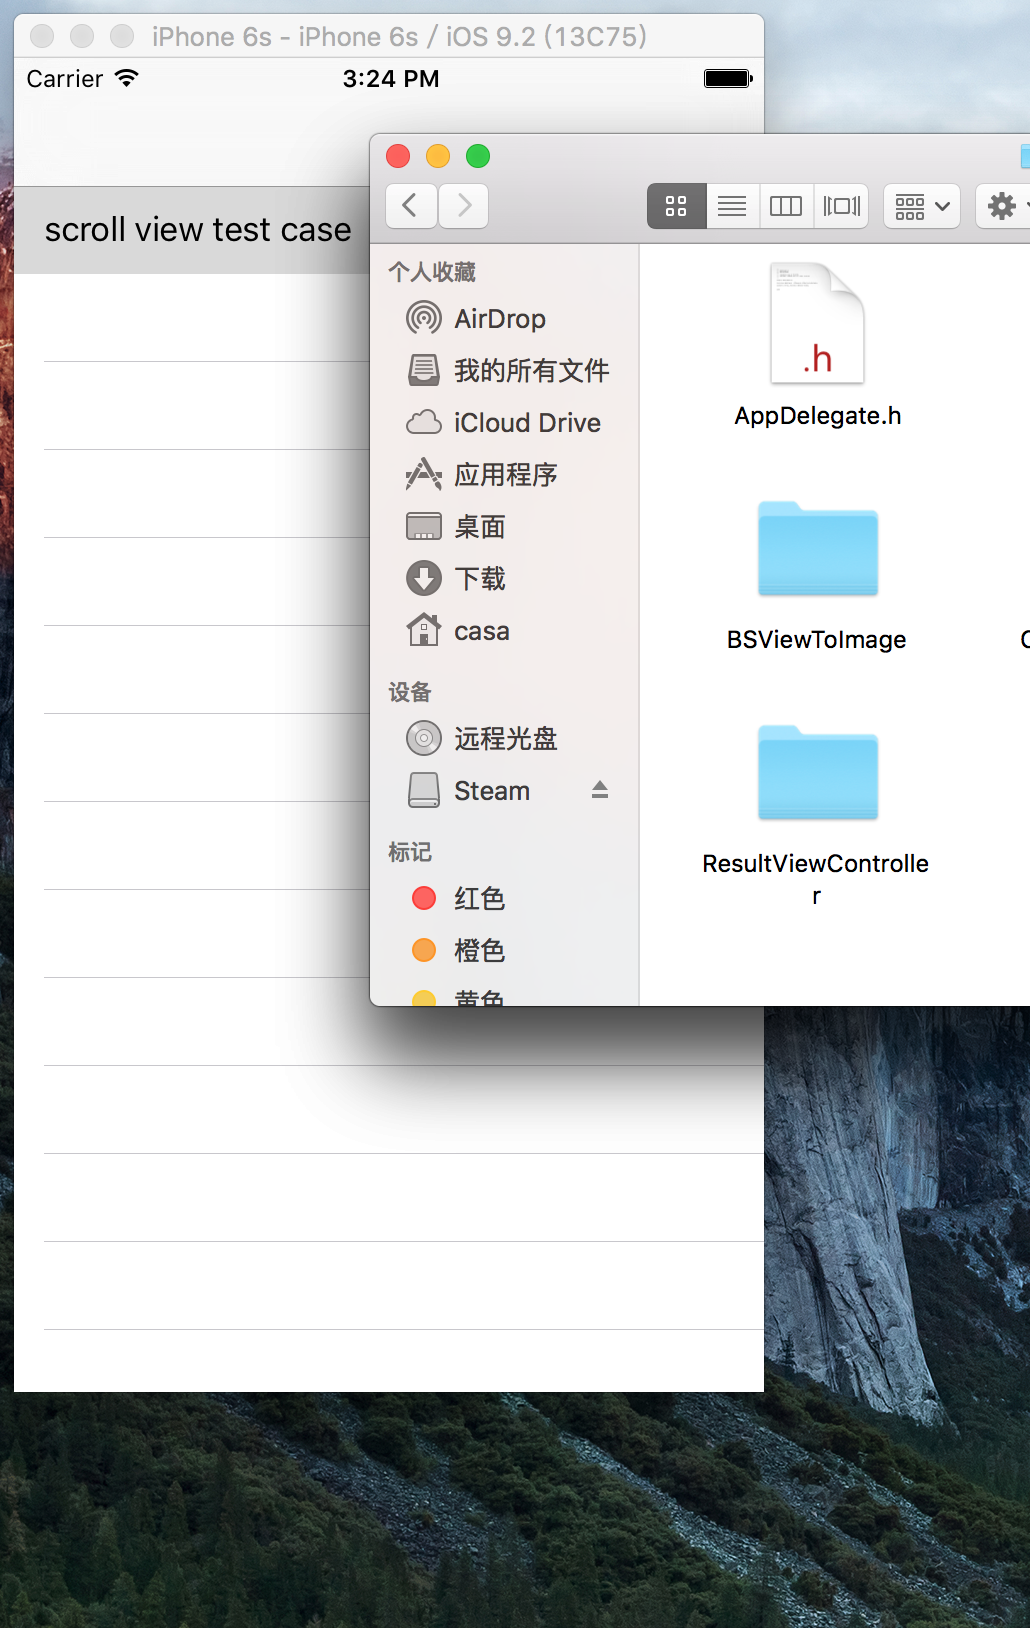 iPhone 6s - iPhone 6s / iOS 9.2 (13C75)
Carrier
3:24 PM
scroll view test case
个人收藏
AirDrop
我的所有文件
iCloud Drive
应用程序
桌面
下载
casa
设备
远程光盘
Steam
标记
红色
橙色
黄色
.h
AppDelegate.h
BSViewToImage
ResultViewControlle
r